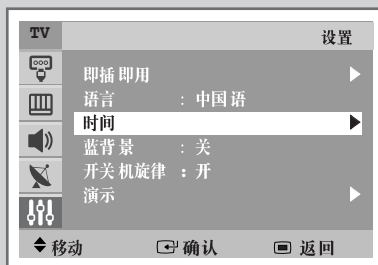 TV 设置
即插即用
语言 : 中国语
时间
蓝背景 : 关
开关机旋律 : 开
演示
移动 确认 返回